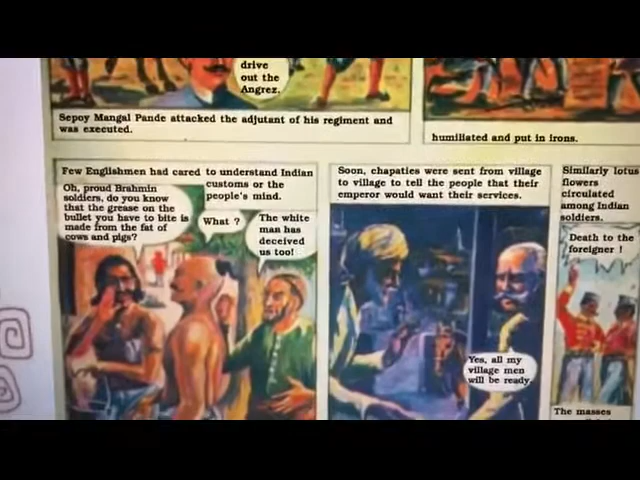 drive
out the
Angrez.
Sepoy Mangal Pande attacked the adjutant of his regiment and
was executed.
humiliated and put in irons.
Few Englishmen had cared to understand Indian
customs or the
people's mind.
Oh, proud Brahmin
soldiers, do you know
that the grease on the
bullet you have to bite is
made from the fat of
cows and pigs?
What ?
The white
man has
deceived
us too!
Soon, chapaties were sent from village
to village to tell the people that their
emperor would want their services.
Yes, all my
village men
will be ready.
Similarly lotus
flowers
circulated
among Indian
soldiers.
Death to the
foreigner !
The masses